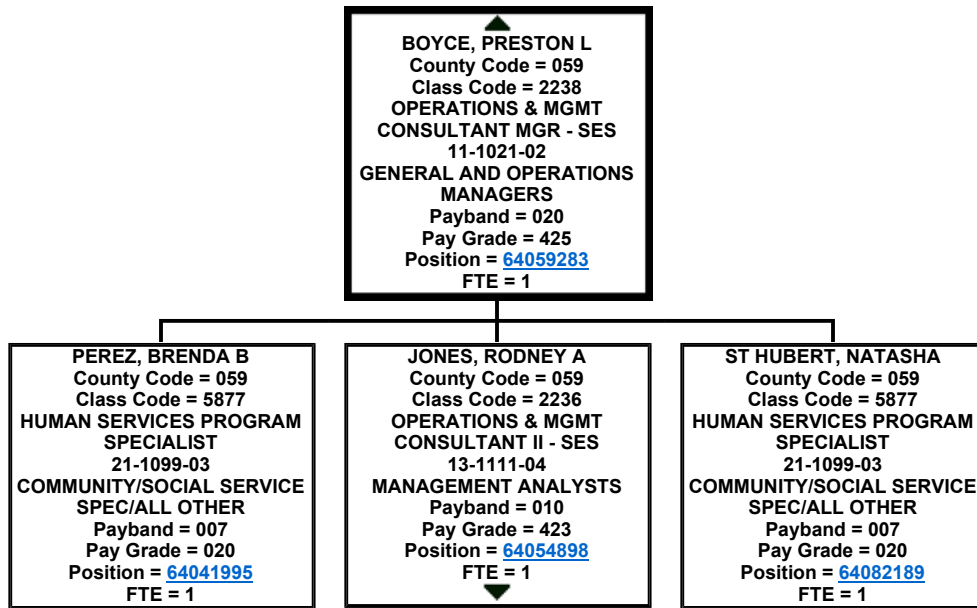 BOYCE, PRESTON L
County Code = 059
Class Code = 2238
OPERATIONS & MGMT
CONSULTANT MGR - SES
11-1021-02
GENERAL AND OPERATIONS
MANAGERS
Payband = 020
Pay Grade = 425
Position = 64059283
FTE = 1
PEREZ, BRENDA B
County Code = 059
Class Code = 5877
HUMAN SERVICES PROGRAM
SPECIALIST
21-1099-03
COMMUNITY/SOCIAL SERVICE
SPEC/ALL OTHER
Payband = 007
Pay Grade = 020
Position = 64041995
FTE = 1
JONES, RODNEY A
County Code = 059
Class Code = 2236
OPERATIONS & MGMT
CONSULTANT II - SES
13-1111-04
MANAGEMENT ANALYSTS
Payband = 010
Pay Grade = 423
Position = 64054898
FTE = 1
ST HUBERT, NATASHA
County Code = 059
Class Code = 5877
HUMAN SERVICES PROGRAM
SPECIALIST
21-1099-03
COMMUNITY/SOCIAL SERVICE
SPEC/ALL OTHER
Payband = 007
Pay Grade = 020
Position = 64082189
FTE = 1